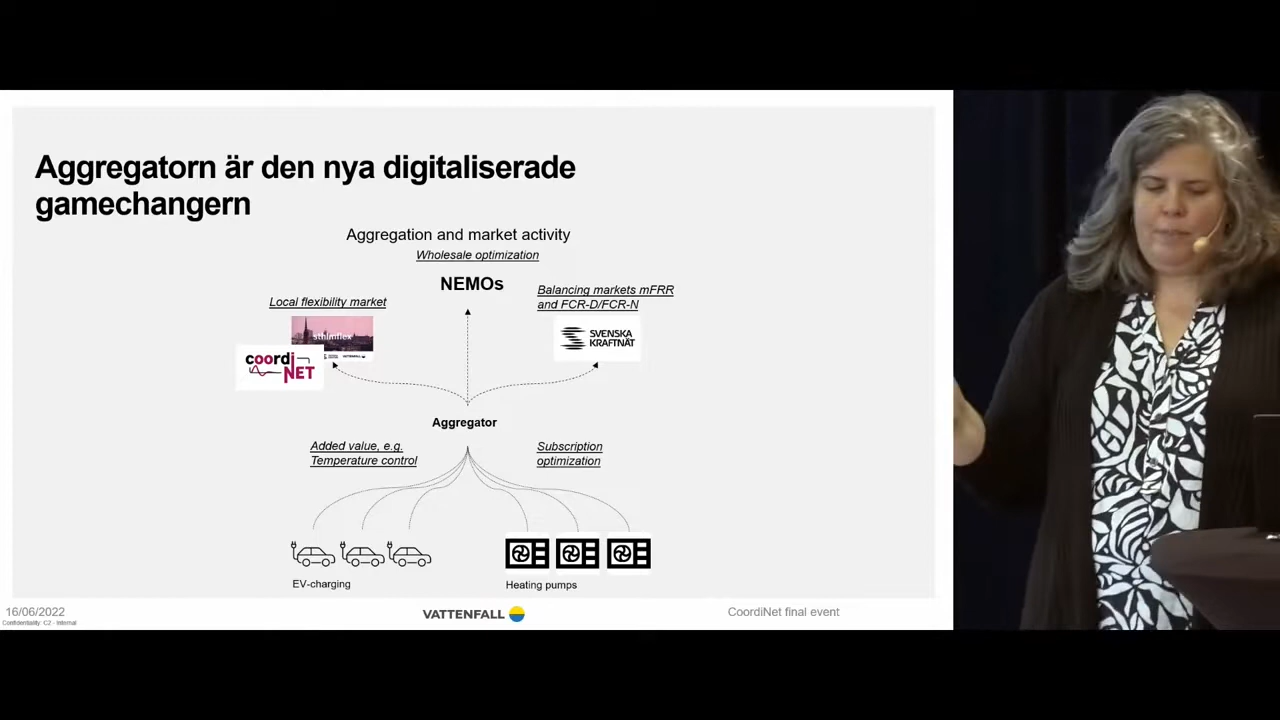 Aggregatorn är den nya digitaliserade
gamechangern
Aggregation and market activity
Wholesale optimization
NEMOs
Local flexibility market
Balancing markets mFRR
and FCR-D/FCR-N
sthlmflex
VATTENFALL
coordi
NET
SVENSKA
KRAFTNÄT
Aggregator
Added value, e.g.
Temperature control
Subscription
optimization
EV-charging
Heating pumps
16/06/2022
Confidentiality: C2 - Internal
VATTENFALL
CoordiNet final event